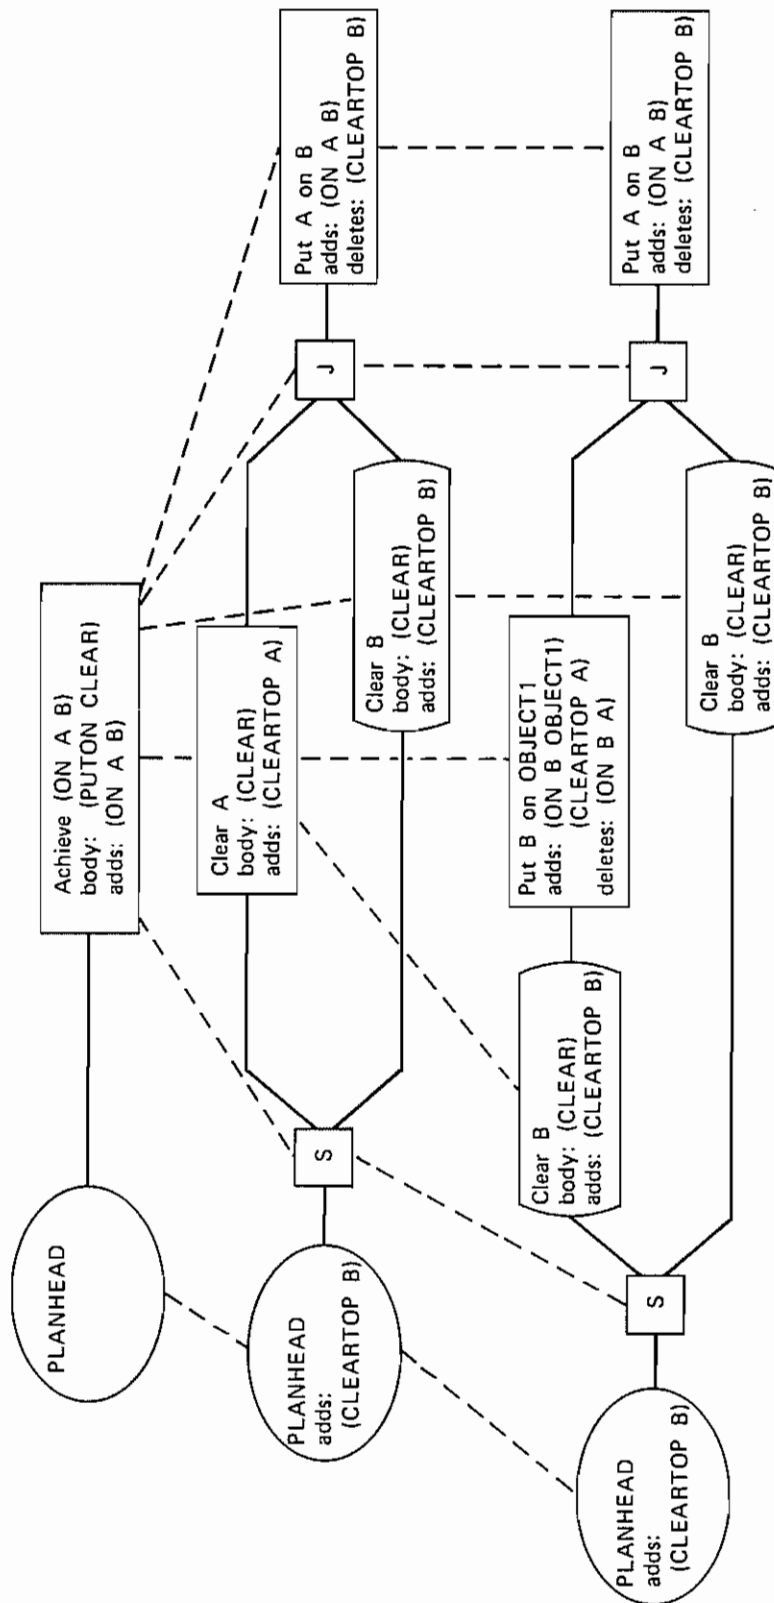 PLANHEAD
Achieve (ON A B)
body: (PUTON CLEAR)
adds: (ON A B)
PLANHEAD
adds:
(CLEARTOP B)
S
Clear A
body: (CLEAR)
adds: (CLEARTOP A)
Clear B
body: (CLEAR)
adds: (CLEARTOP B)
J
Put A on B
adds: (ON A B)
deletes: (CLEARTOP B)
PLANHEAD
adds:
(CLEARTOP B)
S
Clear B
body: (CLEAR)
adds: (CLEARTOP B)
Put B on OBJECT1
adds: (ON B OBJECT1)
(CLEARTOP A)
deletes: (ON B A)
Clear B
body: (CLEAR)
adds: (CLEARTOP B)
J
Put A on B
adds: (ON A B)
deletes: (CLEARTOP B)